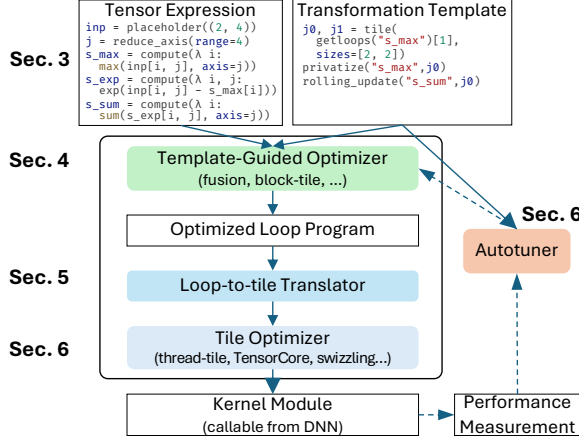 Tensor Expression
inp = placeholder((2, 4))
j = reduce_axis(range=4)
s_max = compute(λ i:
max(inp[i, j], axis=j))
s_exp = compute(λ i, j:
exp(inp[i, j] - s_max[i]))
s_sum = compute(λ i:
sum(s_exp[i, j], axis=j))
Transformation Template
j0, j1 = tile(
getloops("s_max")[1],
sizes=[2, 2])
privatize("s_max",j0)
rolling_update("s_sum",j0)
Sec. 3
Sec. 4
Template-Guided Optimizer
(fusion, block-tile, ...)
Optimized Loop Program
Sec. 6
Autotuner
Sec. 5
Loop-to-tile Translator
Sec. 6
Tile Optimizer
(thread-tile, TensorCore, swizzling...)
Kernel Module
(callable from DNN)
Performance
Measurement